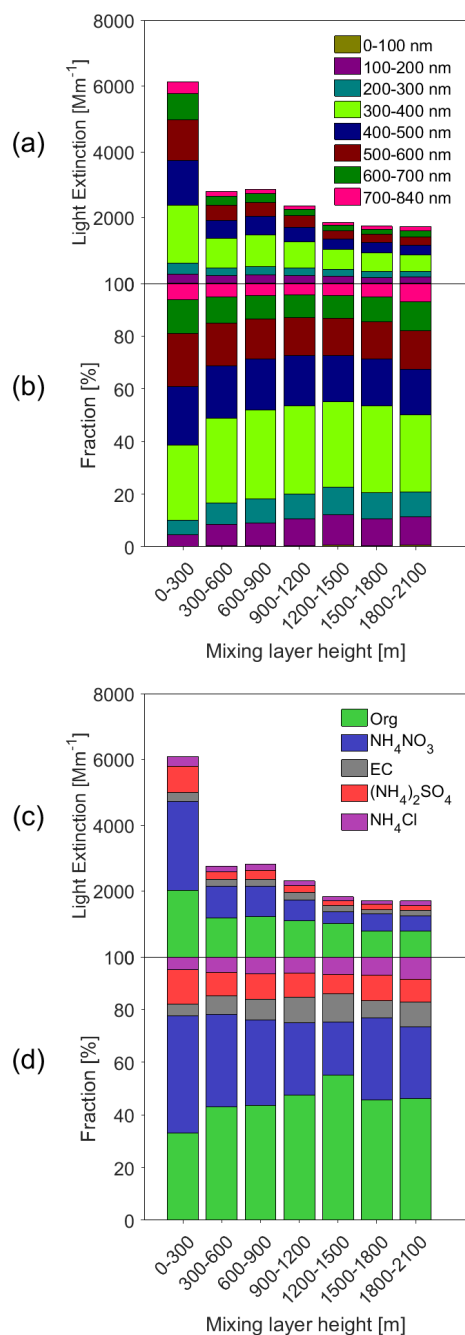 (a)
Light Extinction [Mm⁻¹]
8000
6000
4000
2000
0-100 nm
100-200 nm
200-300 nm
300-400 nm
400-500 nm
500-600 nm
600-700 nm
700-840 nm
(b)
Fraction [%]
100
80
60
40
20
0
0-300
300-600
600-900
900-1200
1200-1500
1500-1800
1800-2100
Mixing layer height [m]
(c)
Light Extinction [Mm⁻¹]
8000
6000
4000
2000
Org
NH₄NO₃
EC
(NH₄)₂SO₄
NH₄Cl
(d)
Fraction [%]
100
80
60
40
20
0
0-300
300-600
600-900
900-1200
1200-1500
1500-1800
1800-2100
Mixing layer height [m]